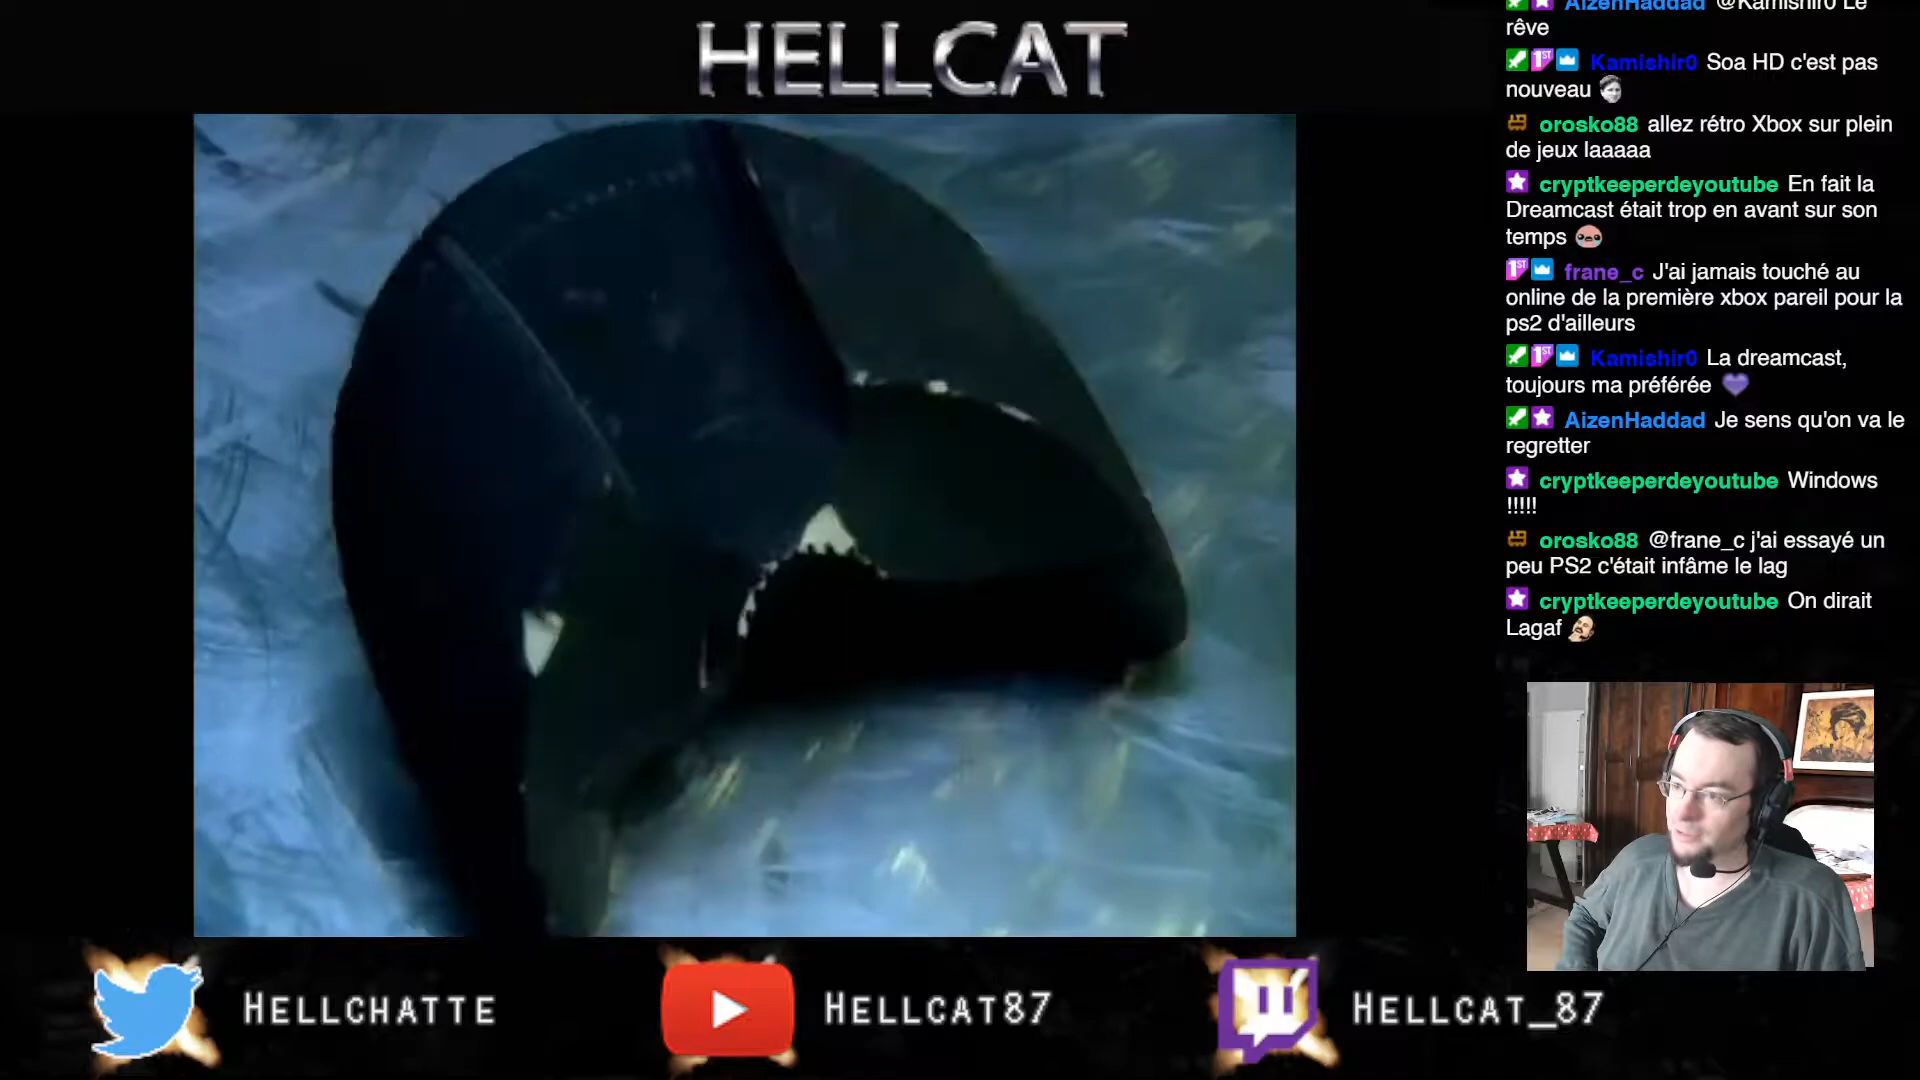 HELLCAT
AizenHaddad @Kamishir0 Le
rêve
Kamishir0 Soa HD c'est pas
nouveau
orosko88 allez rétro Xbox sur plein
de jeux laaaaa
cryptkeeperdeyoutube En fait la
Dreamcast était trop en avant sur son
temps
frane_c J'ai jamais touché au
online de la première xbox pareil pour la
ps2 d'ailleurs
Kamishir0 La dreamcast,
toujours ma préférée
AizenHaddad Je sens qu'on va le
regretter
cryptkeeperdeyoutube Windows
!!!!!
orosko88 @frane_c j'ai essayé un
peu PS2 c'était infâme le lag
cryptkeeperdeyoutube On dirait
Lagaf
HELLCHATTE
HELLCAT87
HELLCAT_87